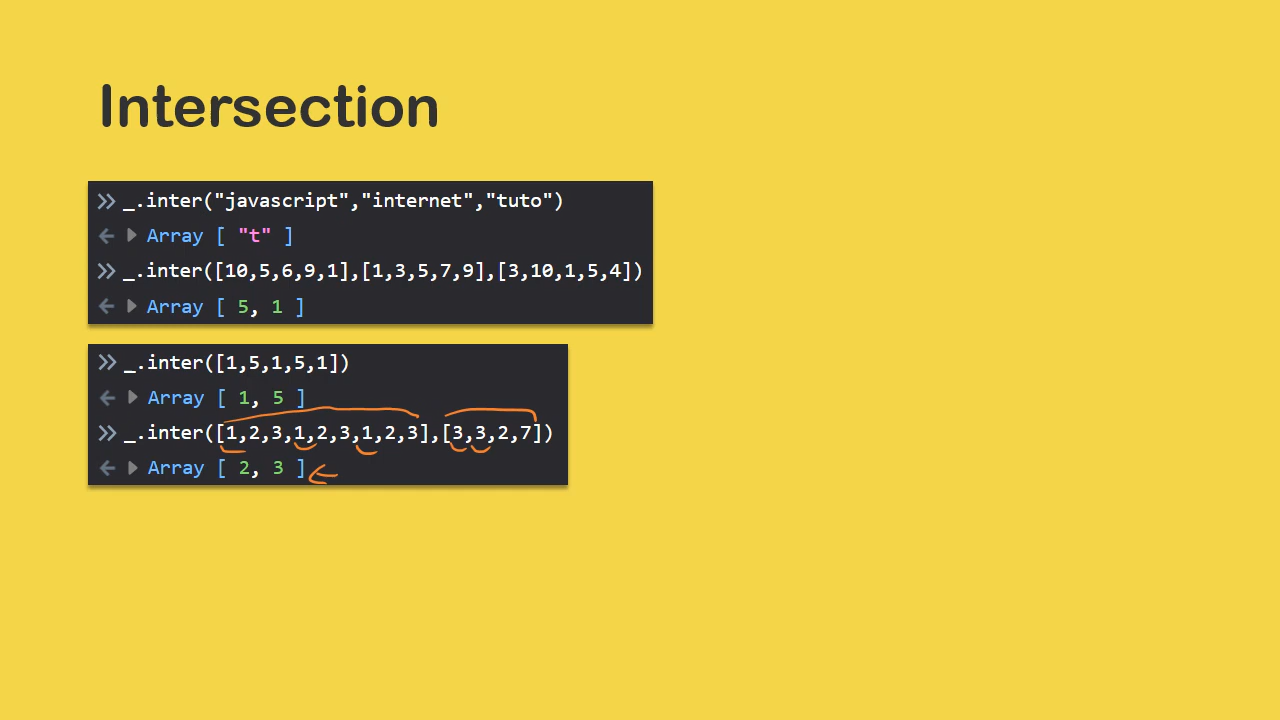 Intersection
_.inter("javascript","internet","tuto")
Array [ "t" ]
_.inter([10,5,6,9,1],[1,3,5,7,9],[3,10,1,5,4])
Array [ 5, 1 ]
_.inter([1,5,1,5,1])
Array [ 1, 5 ]
_.inter([1,2,3,1,2,3,1,2,3],[3,3,2,7])
Array [ 2, 3 ]